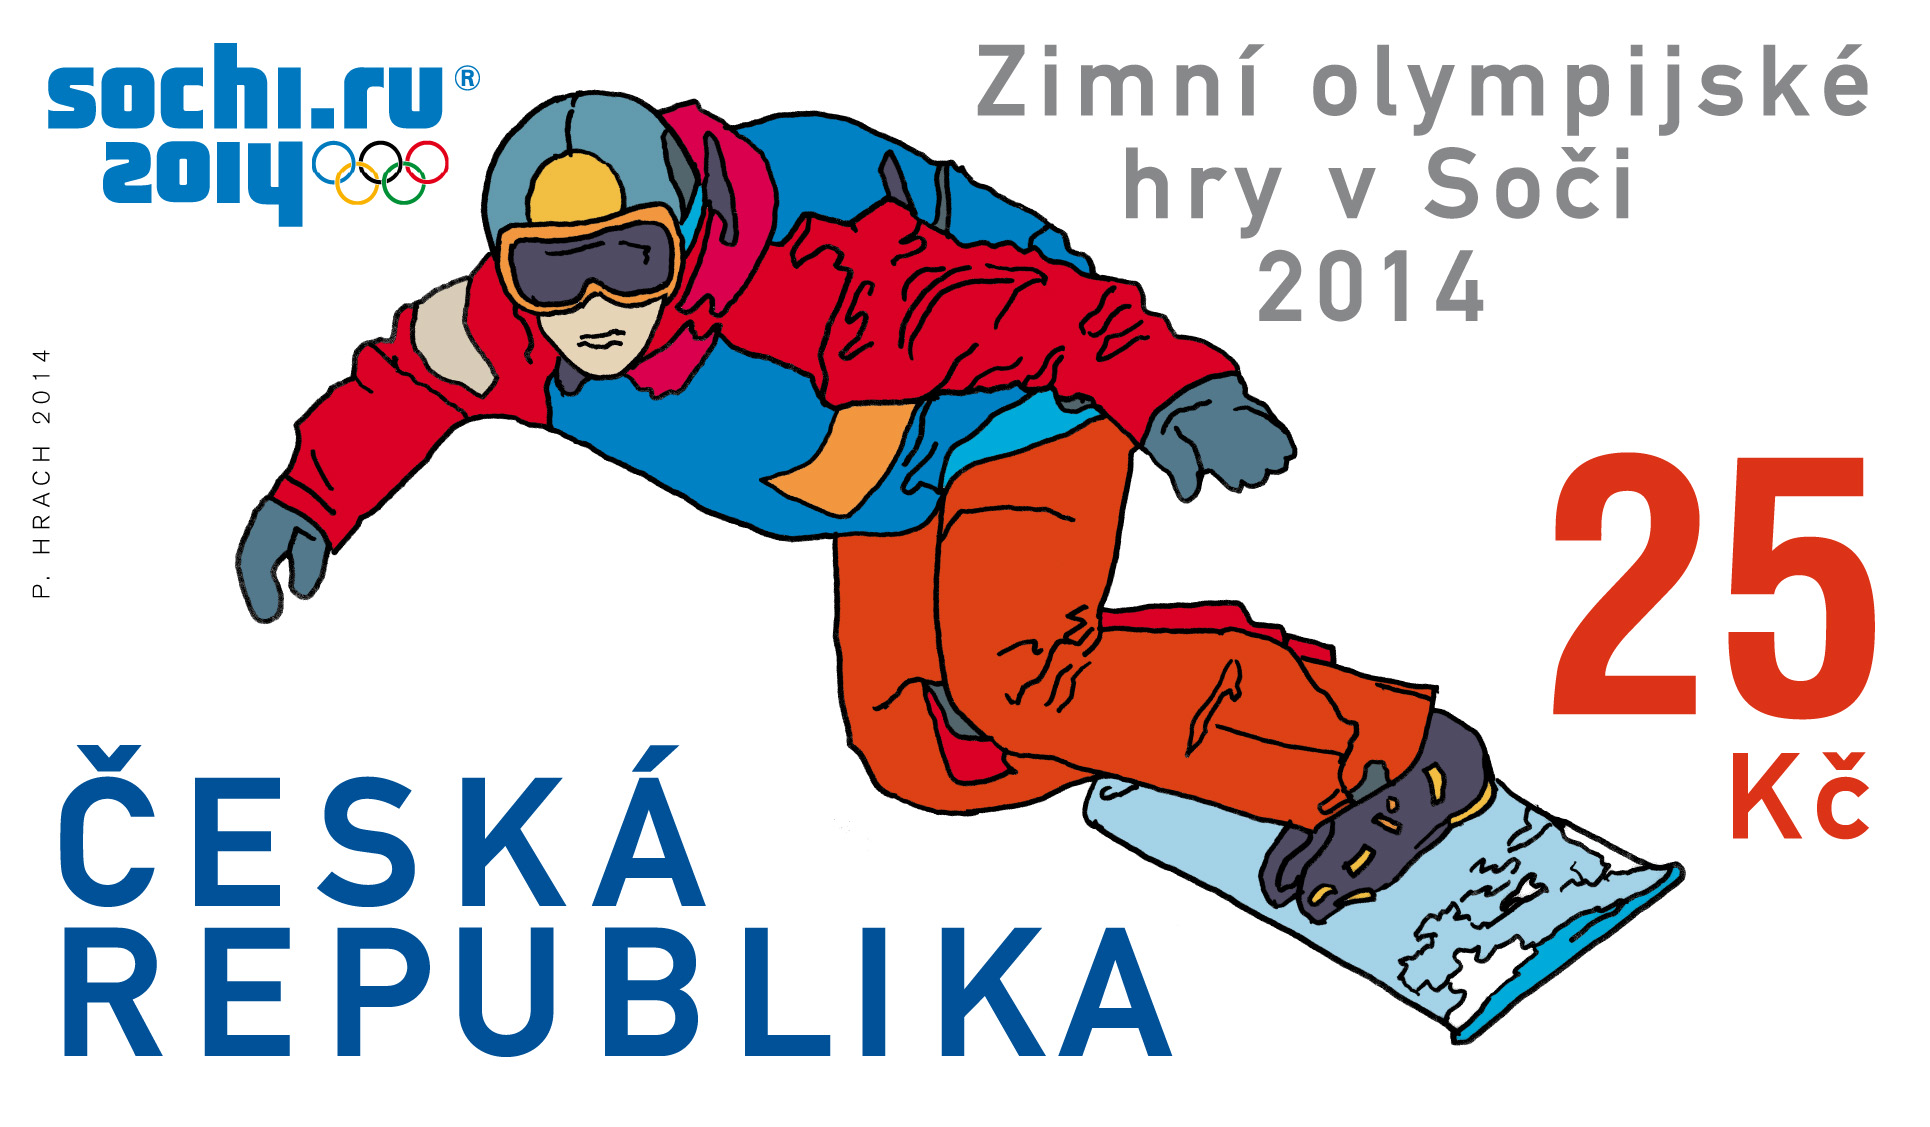 sochi.ru ®
2014
Zimní olympijské
hry v Soči
2014
P. HRACH 2014
25
Kč
ČESKÁ
REPUBLIKA